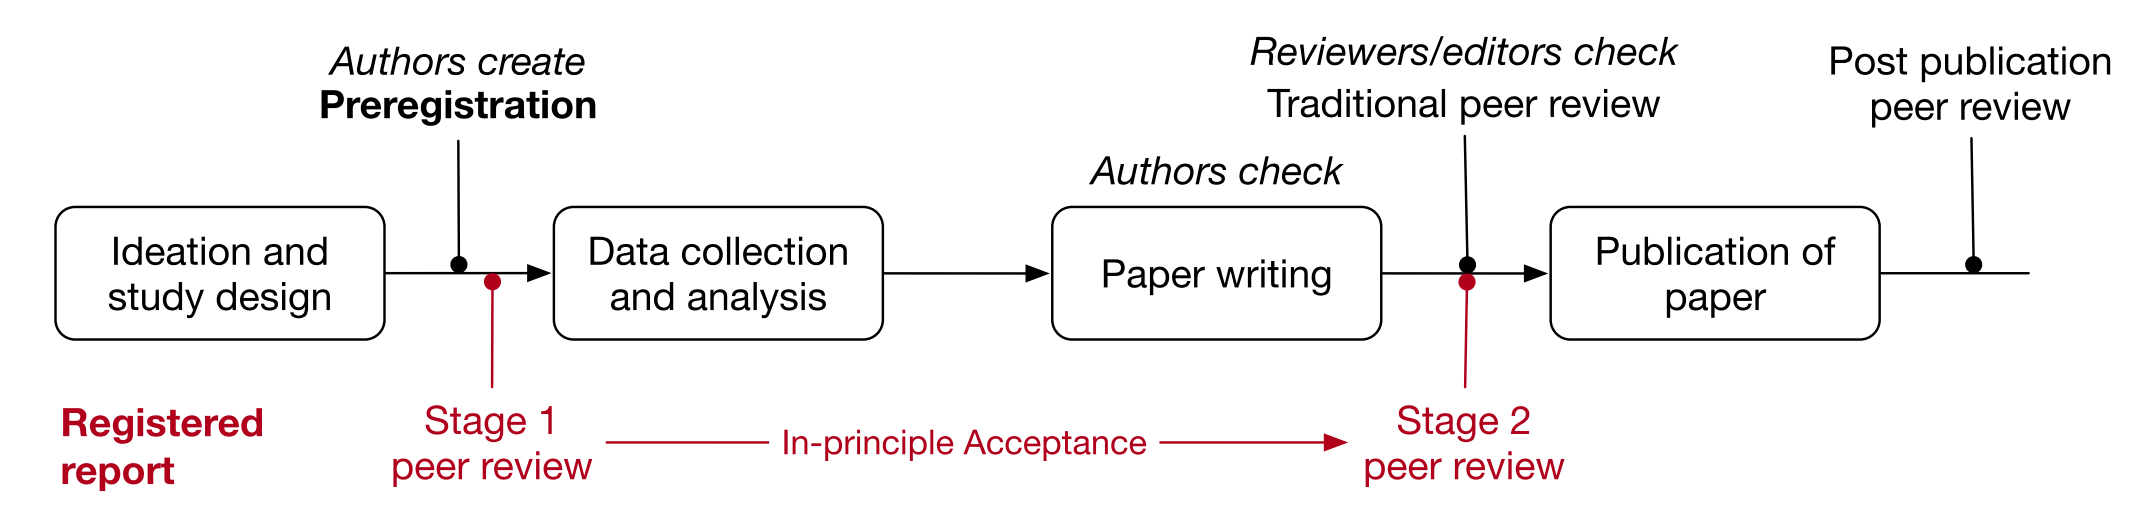 Authors create
Preregistration
Reviewers/editors check
Traditional peer review
Post publication
peer review
Authors check
Ideation and
study design
Data collection
and analysis
Paper writing
Publication of
paper
Registered
report
Stage 1
peer review
In-principle Acceptance
Stage 2
peer review